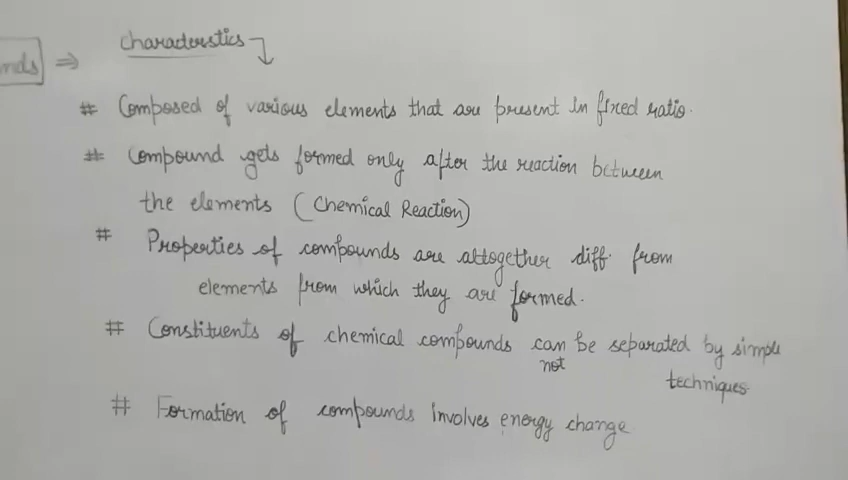 nds] ⇒ characterstics
# Composed of various elements that are present in fixed ratio.
# Compound gets formed only after the reaction between
the elements (Chemical Reaction)
# Properties of compounds are altogether diff. from
elements from which they are formed.
# Constituents of chemical compounds can be separated by simple
not
techniques.
# Formation of compounds involves energy change